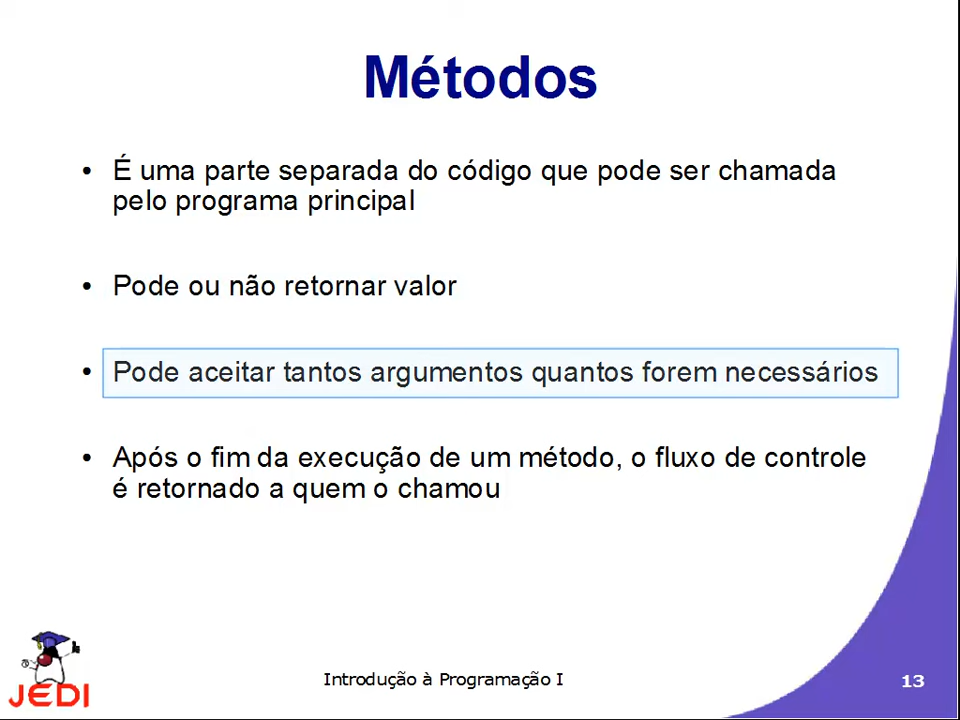 Métodos
• É uma parte separada do código que pode ser chamada
pelo programa principal
• Pode ou não retornar valor
• Pode aceitar tantos argumentos quantos forem necessários
• Após o fim da execução de um método, o fluxo de controle
é retornado a quem o chamou
JEDI
Introdução à Programação I
13